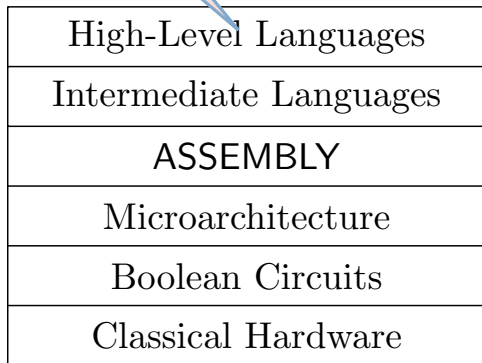 High-Level Languages
Intermediate Languages
ASSEMBLY
Microarchitecture
Boolean Circuits
Classical Hardware